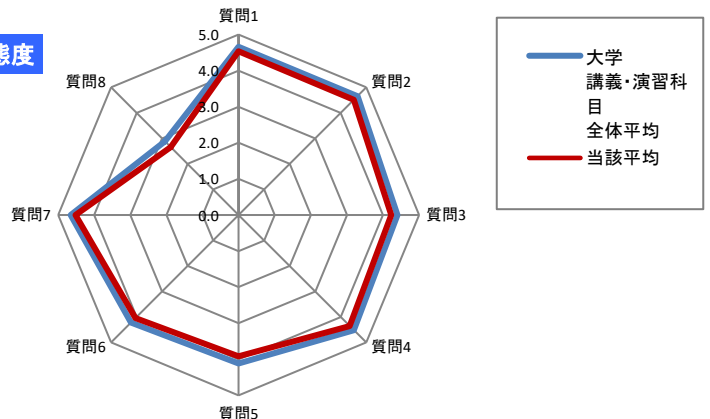 質問1
態度
5.0
質問8
4.0
質問2
3.0
2.0
1.0
質問7
0.0
質問3
質問6
質問4
質問5
大学
講義・演習科
目
全体平均
当該平均